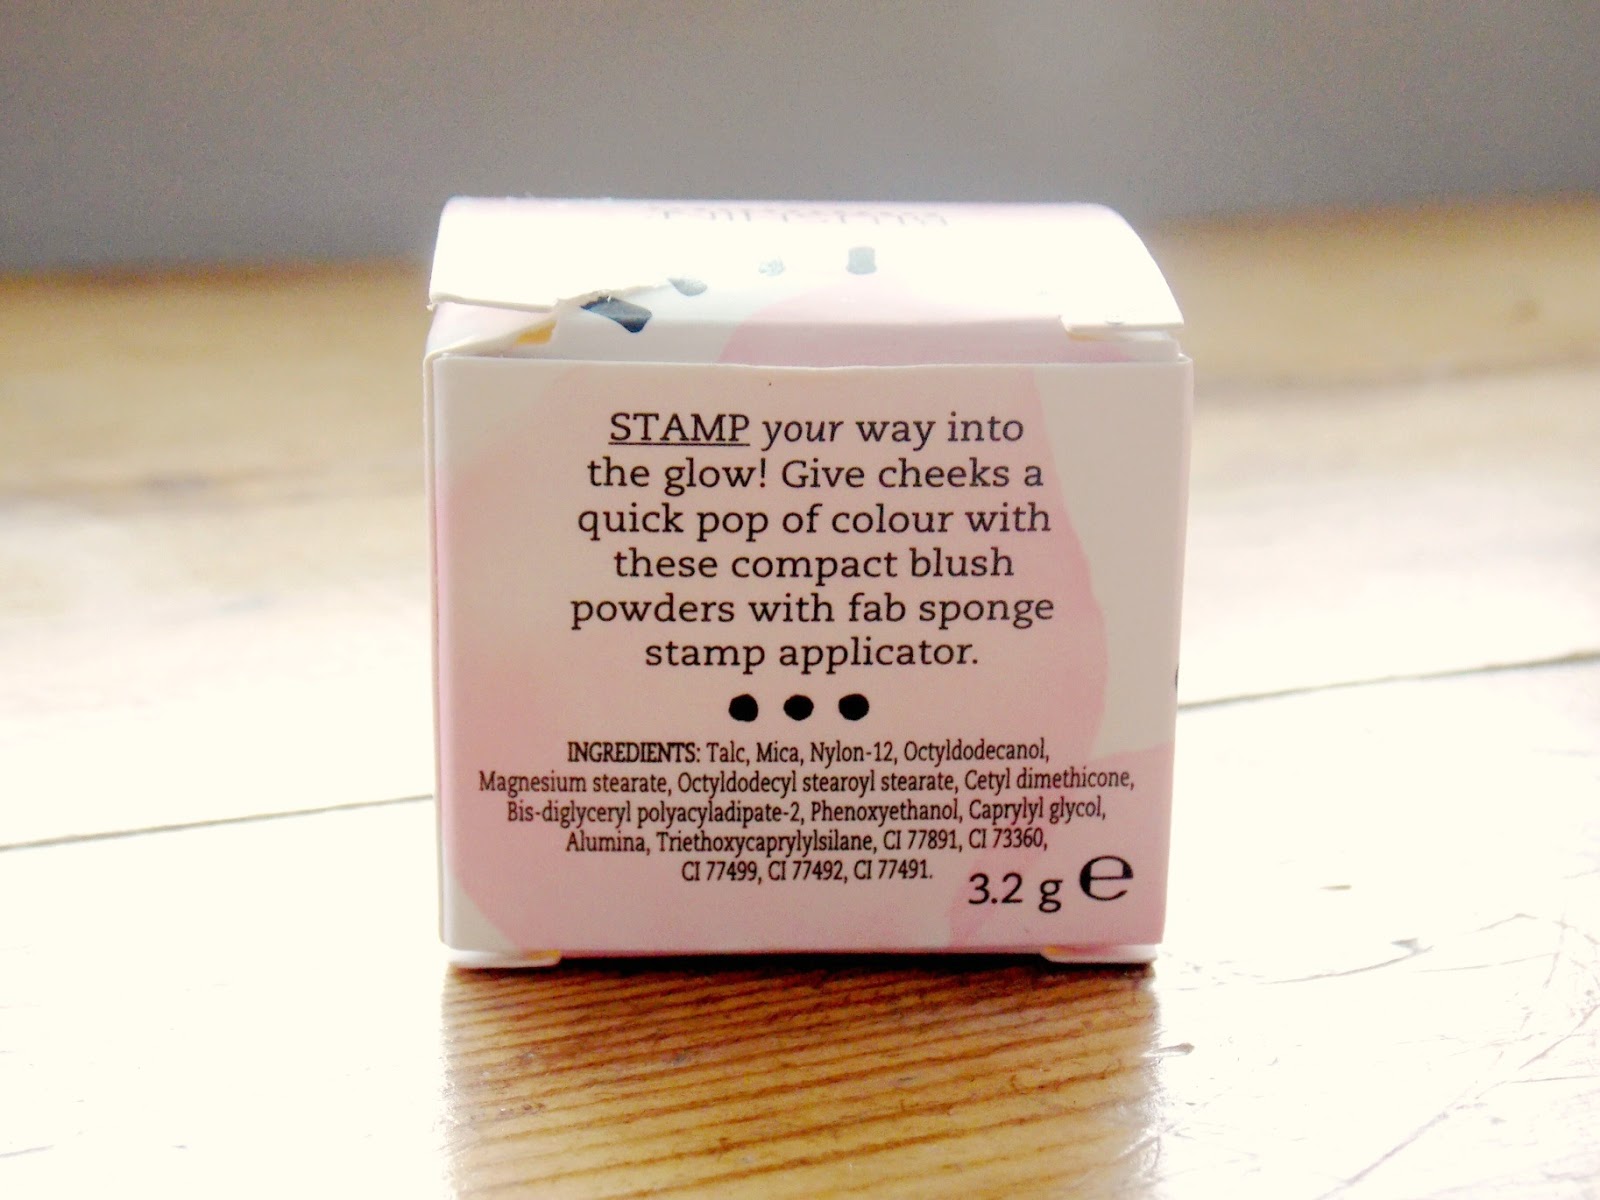 STAMP your way into
the glow! Give cheeks a
quick pop of colour with
these compact blush
powders with fab sponge
stamp applicator.
INGREDIENTS: Talc, Mica, Nylon-12, Octyldodecanol,
Magnesium stearate, Octyldodecyl stearoyl stearate, Cetyl dimethicone,
Bis-diglyceryl polyacyladipate-2, Phenoxyethanol, Caprylyl glycol,
Alumina, Triethoxycaprylylsilane, CI 77891, CI 73360,
CI 77499, CI 77492, CI 77491.
3.2 g ℮